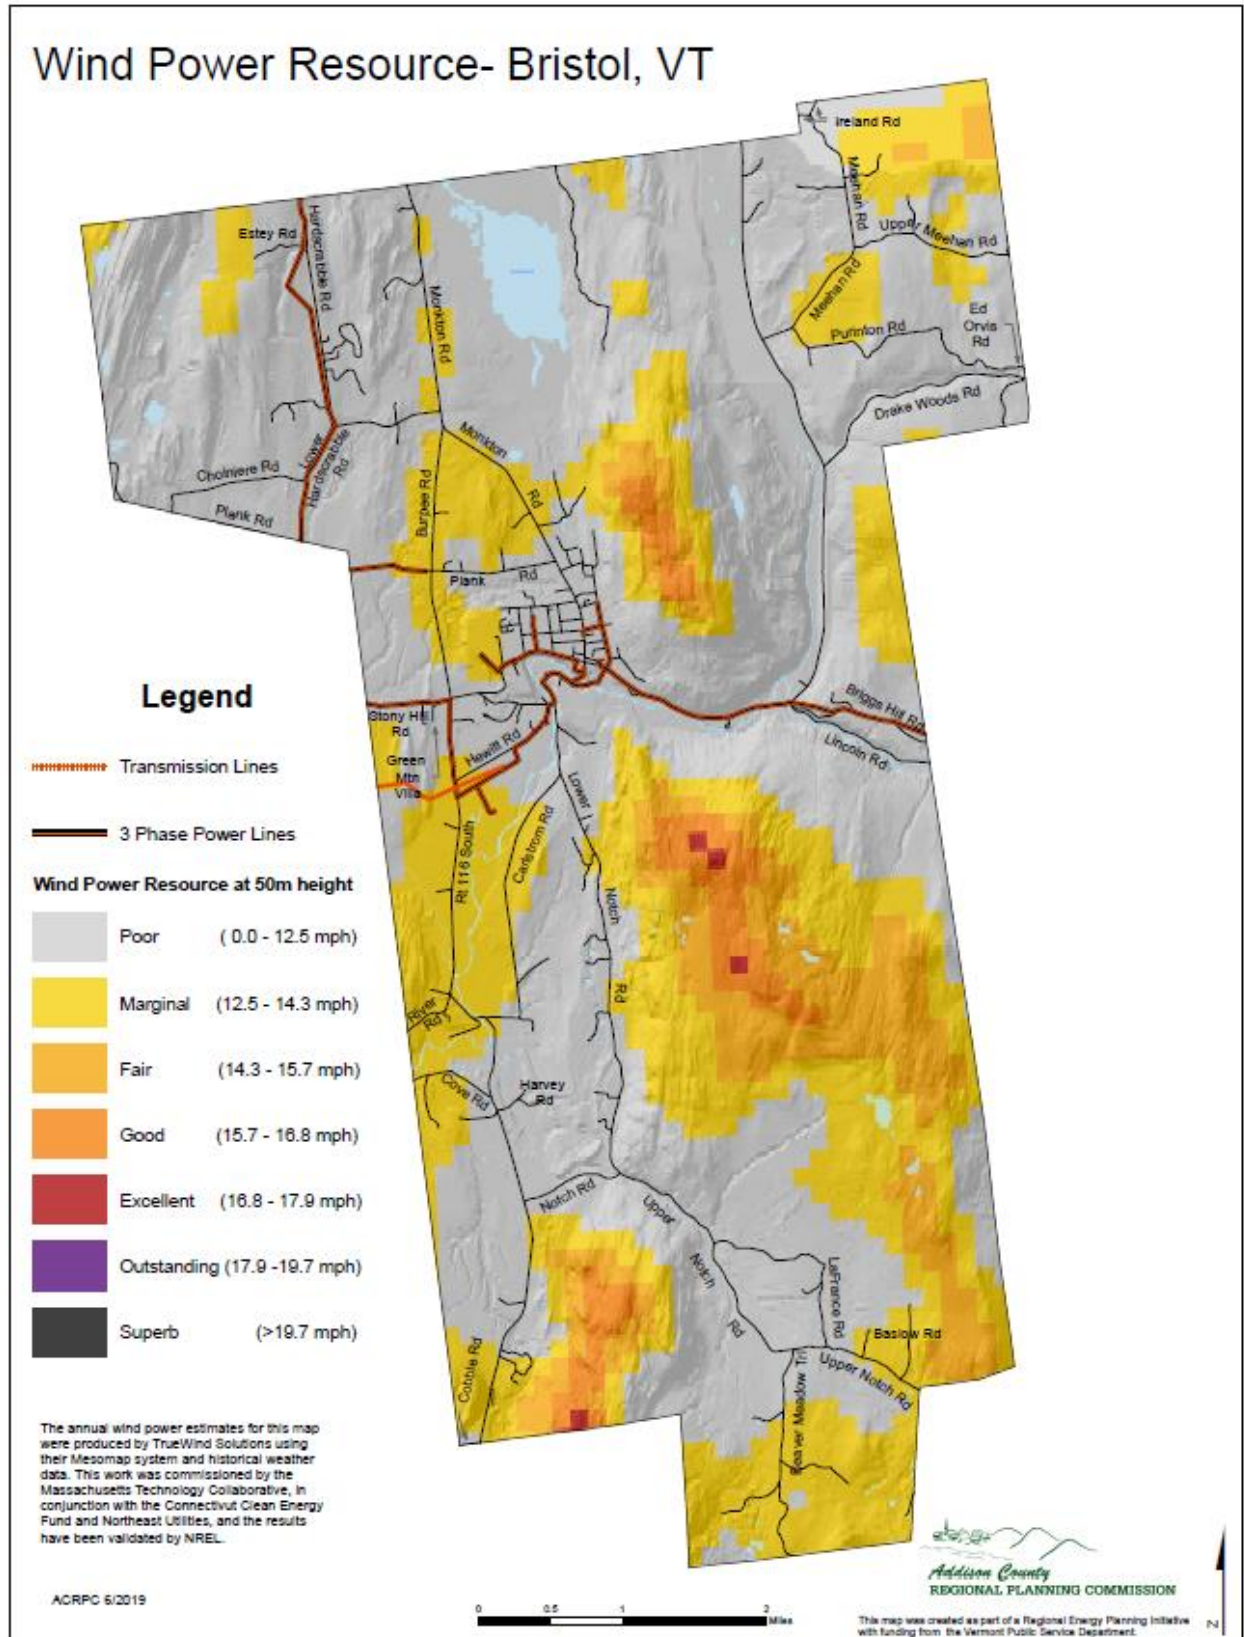 Wind Power Resource- Bristol, VT
Ireland Rd
Meehan Rd
Upper Meehan Rd
Meehan Rd
Purinton Rd
Ed
Orvis
Rd
Drake Woods Rd
Estey Rd
Hardscrabble Rd
Monkton Rd
Lower
Hardscrabble
Rd
Cholmere Rd
Plank Rd
Monkton
Rd
Burpee Rd
Plank
Rd
Stony Hill
Rd
Green
Mtn
Villa
Hewitt Rd
Briggs Hill Rd
Lincoln Rd
Lower
Notch
Rd
Carlstrom Rd
Rt 116 South
River
Rd
Cove Rd
Harvey
Rd
Notch Rd
Upper
Notch
Rd
LaFrance Rd
Baslow Rd
Upper Notch Rd
Beaver Meadow Trl
Cobble Rd
Legend
Transmission Lines
3 Phase Power Lines
Wind Power Resource at 50m height
Poor ( 0.0 - 12.5 mph)
Marginal (12.5 - 14.3 mph)
Fair (14.3 - 15.7 mph)
Good (15.7 - 16.8 mph)
Excellent (16.8 - 17.9 mph)
Outstanding (17.9 -19.7 mph)
Superb (>19.7 mph)
The annual wind power estimates for this map
were produced by TrueWind Solutions using
their Mesomap system and historical weather
data. This work was commissioned by the
Massachusetts Technology Collaborative, in
conjunction with the Connectivut Clean Energy
Fund and Northeast Utilities, and the results
have been validated by NREL.
ACRPC 6/2019
0 0.5 1 2
Miles
Addison County
REGIONAL PLANNING COMMISSION
This map was created as part of a Regional Energy Planning Initiative
with funding from the Vermont Public Service Department.
N